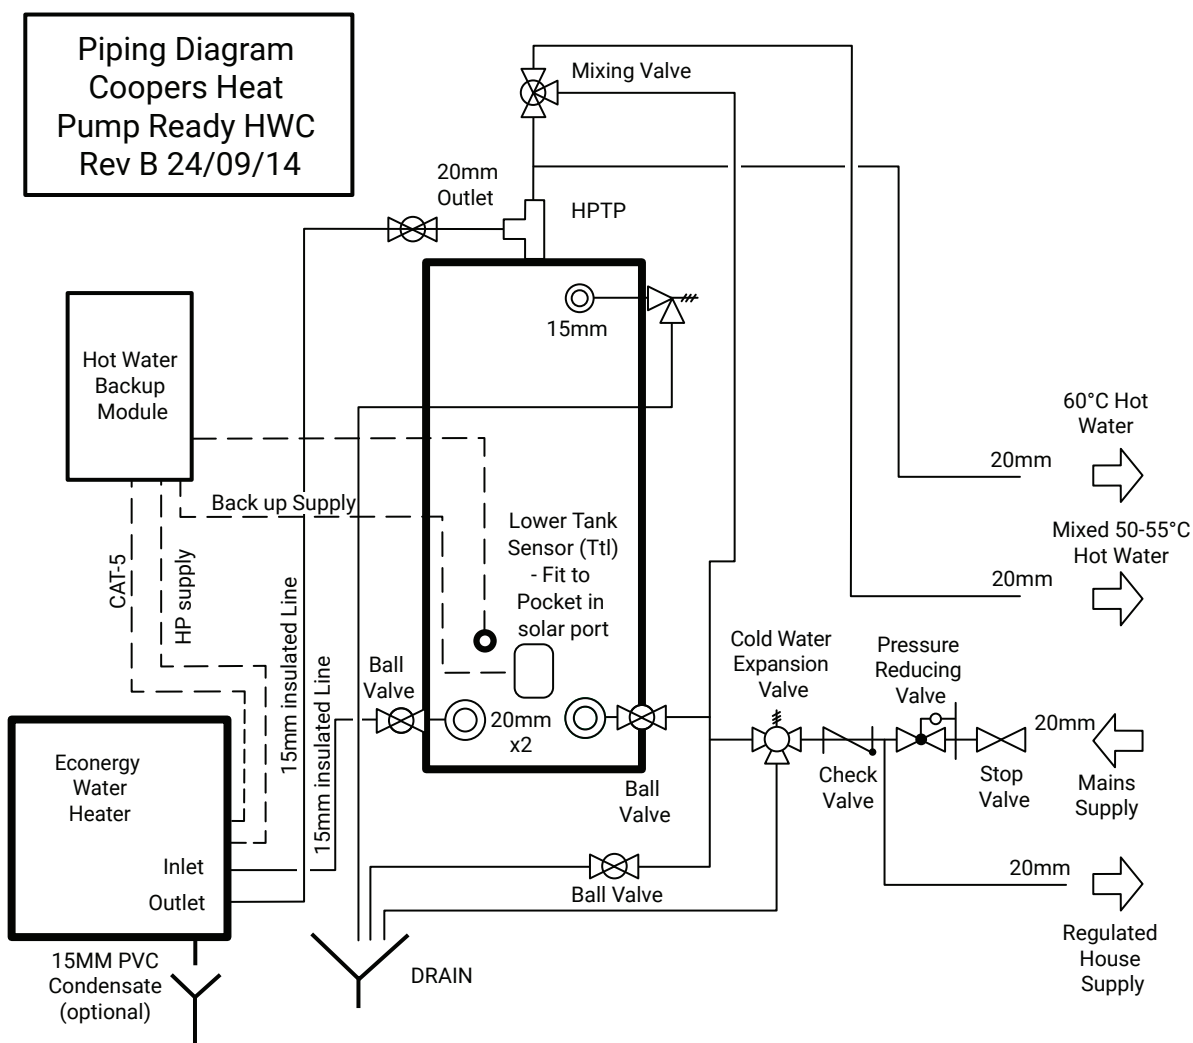 Piping Diagram
Coopers Heat
Pump Ready HWC
Rev B 24/09/14
Mixing Valve
20mm
Outlet
HPTP
15mm
Hot Water
Backup
Module
60°C Hot
Water
20mm
Back up Supply
Lower Tank
Sensor (Ttl)
- Fit to
Pocket in
solar port
Mixed 50-55°C
Hot Water
20mm
CAT-5
HP supply
15mm insulated Line
15mm insulated Line
Ball
Valve
Cold Water
Expansion
Valve
Pressure
Reducing
Valve
20mm
x2
20mm
Econergy
Water
Heater
Ball
Valve
Check
Valve
Stop
Valve
Mains
Supply
Inlet
Outlet
Ball Valve
20mm
Regulated
House
Supply
15MM PVC
Condensate
(optional)
DRAIN